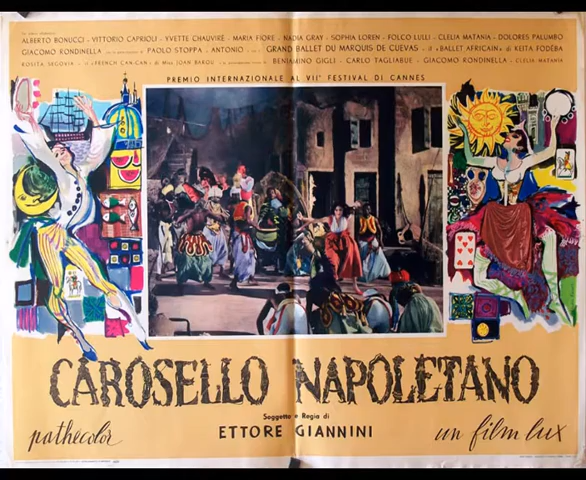 ALBERTO BONUCCI - VITTORIO CAPRIOLI - YVETTE CHAUVIRÉ - MARIA FIORE - NADIA GRAY - SOPHIA LOREN - FOLCO LULLI - CLELIA MATANIA - DOLORES PALUMBO
GIACOMO RONDINELLA PAOLO STOPPA - ANTONIO GRAND BALLET DU MARQUIS DE CUEVAS - il «BALLET AFRICAIN» di KEITA FODÉBA
ROSITA SEGOVIA - il «FRENCH CAN-CAN» di Miss JOAN BARDU BENIAMINO GIGLI - CARLO TAGLIABUE - GIACOMO RONDINELLA - CLELIA MATANIA
PREMIO INTERNAZIONALE AL VII° FESTIVAL DI CANNES
CAROSELLO NAPOLETANO
Soggetto e Regia di
ETTORE GIANNINI
pathecolor
un film lux